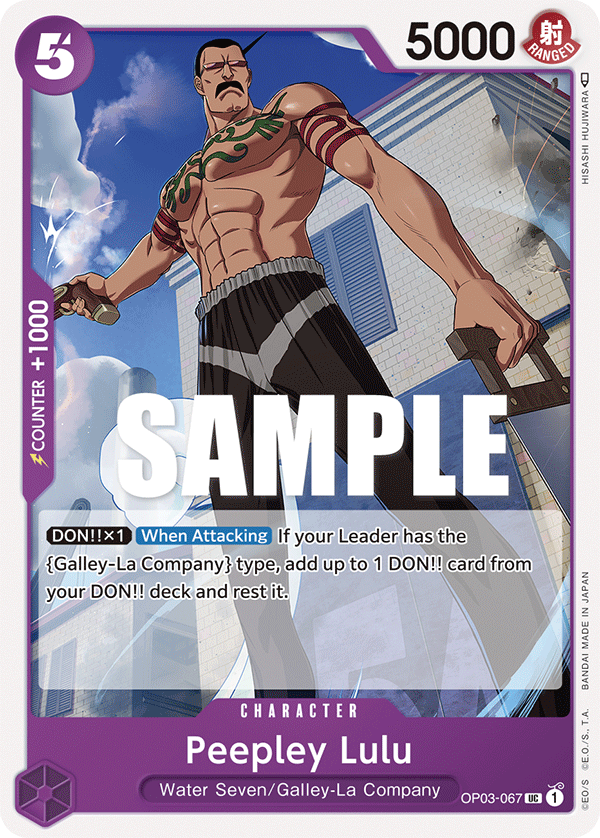 5
5000
射
RANGED
HISASHI HUJIWARA
COUNTER +1000
SAMPLE
DON!!×1 When Attacking If your Leader has the
{Galley-La Company} type, add up to 1 DON!! card from
your DON!! deck and rest it.
CHARACTER
Peepley Lulu
Water Seven/Galley-La Company
OP03-067 UC 1
©EO/S ©E.O./S., T.A. BANDAI MADE IN JAPAN